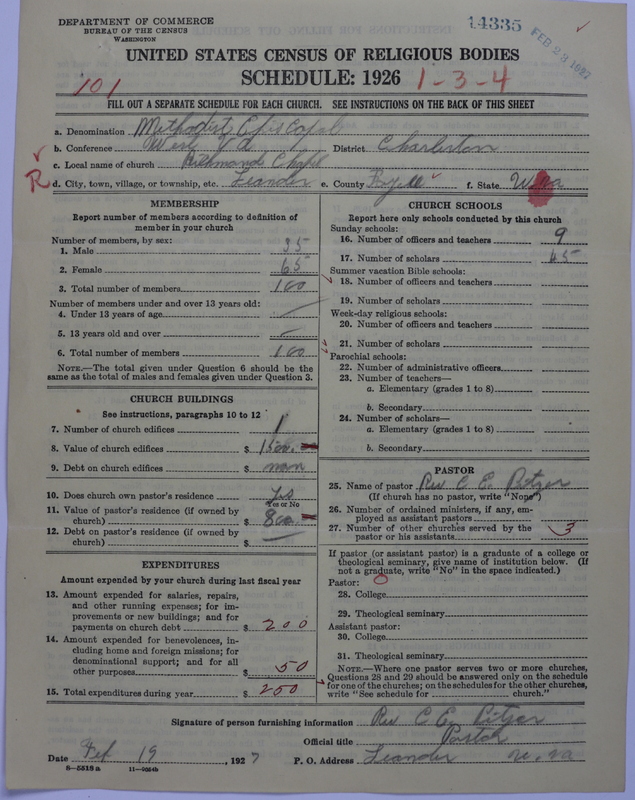 DEPARTMENT OF COMMERCE
BUREAU OF THE CENSUS
WASHINGTON
14335
FEB 23 1927
UNITED STATES CENSUS OF RELIGIOUS BODIES
SCHEDULE: 1926
101
1-3-4
FILL OUT A SEPARATE SCHEDULE FOR EACH CHURCH. SEE INSTRUCTIONS ON THE BACK OF THIS SHEET
a. Denomination Methodist Episcopal
b. Conference West Va District Charleston
c. Local name of church Richmond Chapel
R d. City, town, village, or township, etc. Leander e. County Fayette f. State W. va
MEMBERSHIP
Report number of members according to definition of
member in your church
Number of members, by sex:
1. Male 35
2. Female 65
3. Total number of members 100
Number of members under and over 13 years old:
4. Under 13 years of age
5. 13 years old and over
6. Total number of members 100
NOTE.—The total given under Question 6 should be the
same as the total of males and females given under Question 3.
CHURCH BUILDINGS
See instructions, paragraphs 10 to 12
7. Number of church edifices 1
8. Value of church edifices $ 1500.
9. Debt on church edifices $
10. Does church own pastor's residence Yes
Yes or No
11. Value of pastor's residence (if owned by
church) $ 800.
12. Debt on pastor's residence (if owned by
church) $
EXPENDITURES
Amount expended by your church during last fiscal year
13. Amount expended for salaries, repairs,
and other running expenses; for im-
provements or new buildings; and for
payments on church debt $ 200
14. Amount expended for benevolences, in-
cluding home and foreign missions; for
denominational support; and for all
other purposes $ 50
15. Total expenditures during year $ 250
CHURCH SCHOOLS
Report here only schools conducted by this church
Sunday schools:
16. Number of officers and teachers 9
17. Number of scholars 45
Summer vacation Bible schools:
18. Number of officers and teachers
19. Number of scholars
Week-day religious schools:
20. Number of officers and teachers
21. Number of scholars
Parochial schools:
22. Number of administrative officers
23. Number of teachers—
a. Elementary (grades 1 to 8)
b. Secondary
24. Number of scholars—
a. Elementary (grades 1 to 8)
b. Secondary
PASTOR
25. Name of pastor Rev C. E.
(If church has no pastor, write "None")
26. Number of ordained ministers, if any, em-
ployed as assistant pastors
27. Number of other churches served by the
pastor or his assistants 3
If pastor (or assistant pastor) is a graduate of a college or
theological seminary, give name of institution below. (If
not a graduate, write "No" in the space indicated.)
Pastor:
28. College
29. Theological seminary
Assistant pastor:
30. College
31. Theological seminary
NOTE.—Where one pastor serves two or more churches,
Questions 28 and 29 should be answered only on the schedule
for one of the churches; on the schedules for the other churches,
write "See schedule for church."
Signature of person furnishing information Rev C. E.
Official title Pastor
Date Feb 19, 1927 P. O. Address Leander W. va
8-5518a 11-9054b